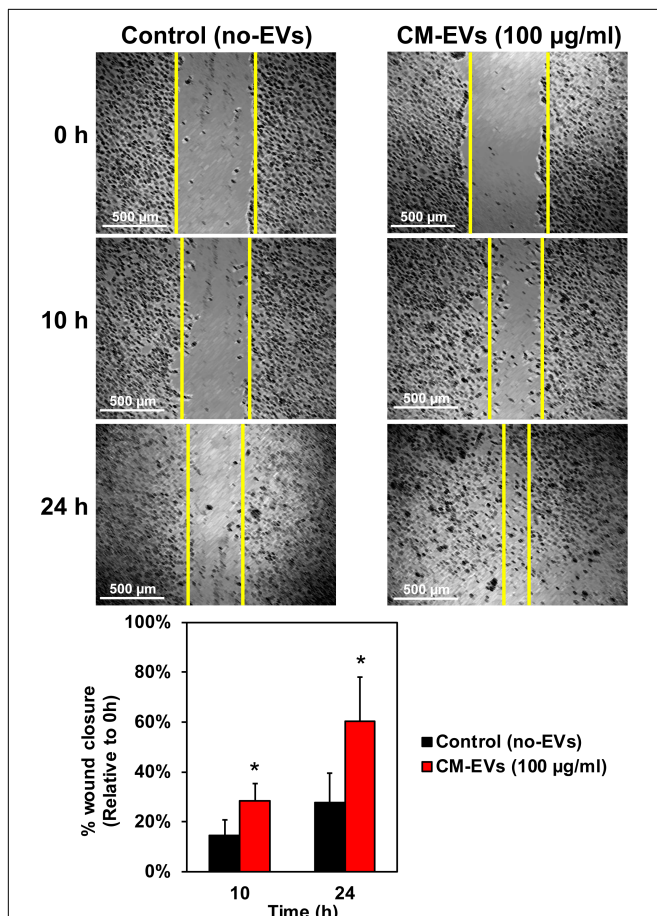 Control (no-EVs) CM-EVs (100 µg/ml)
0 h
500 µm 500 µm
10 h
500 µm 500 µm
24 h
500 µm 500 µm
100%
80%
60%
40%
20%
0%
% wound closure
(Relative to 0h)
* *
Control (no-EVs)
CM-EVs (100 µg/ml)
10 24
Time (h)